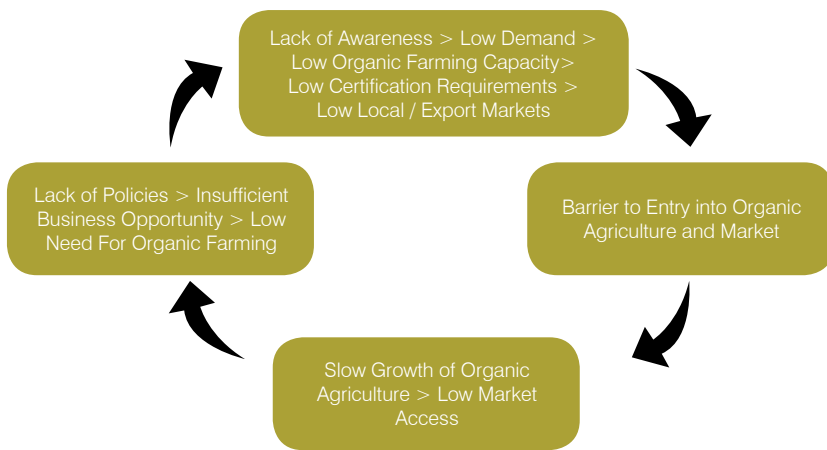 Lack of Awareness > Low Demand >
Low Organic Farming Capacity>
Low Certification Requirements >
Low Local / Export Markets
Barrier to Entry into Organic
Agriculture and Market
Slow Growth of Organic
Agriculture > Low Market
Access
Lack of Policies > Insufficient
Business Opportunity > Low
Need For Organic Farming